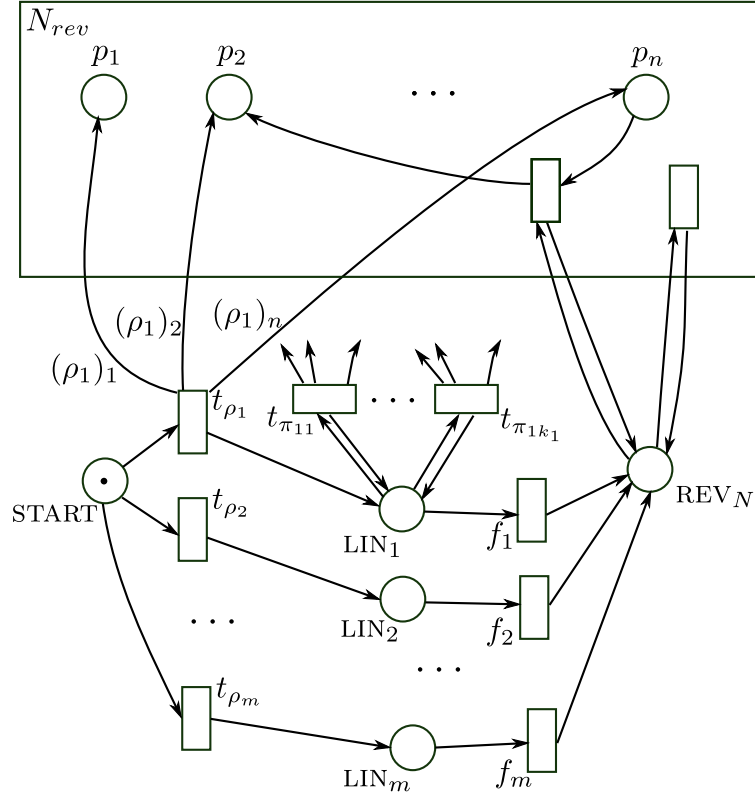 N_{rev}
p_1 p_2 ··· p_n
(ρ_1)_2 (ρ_1)_n
(ρ_1)_1
t_{ρ_1} t_{π_{11}} ··· t_{π_{1k_1}}
START t_{ρ_2} LIN_1 f_1 REV_N
··· LIN_2 f_2
···
t_{ρ_m} LIN_m f_m